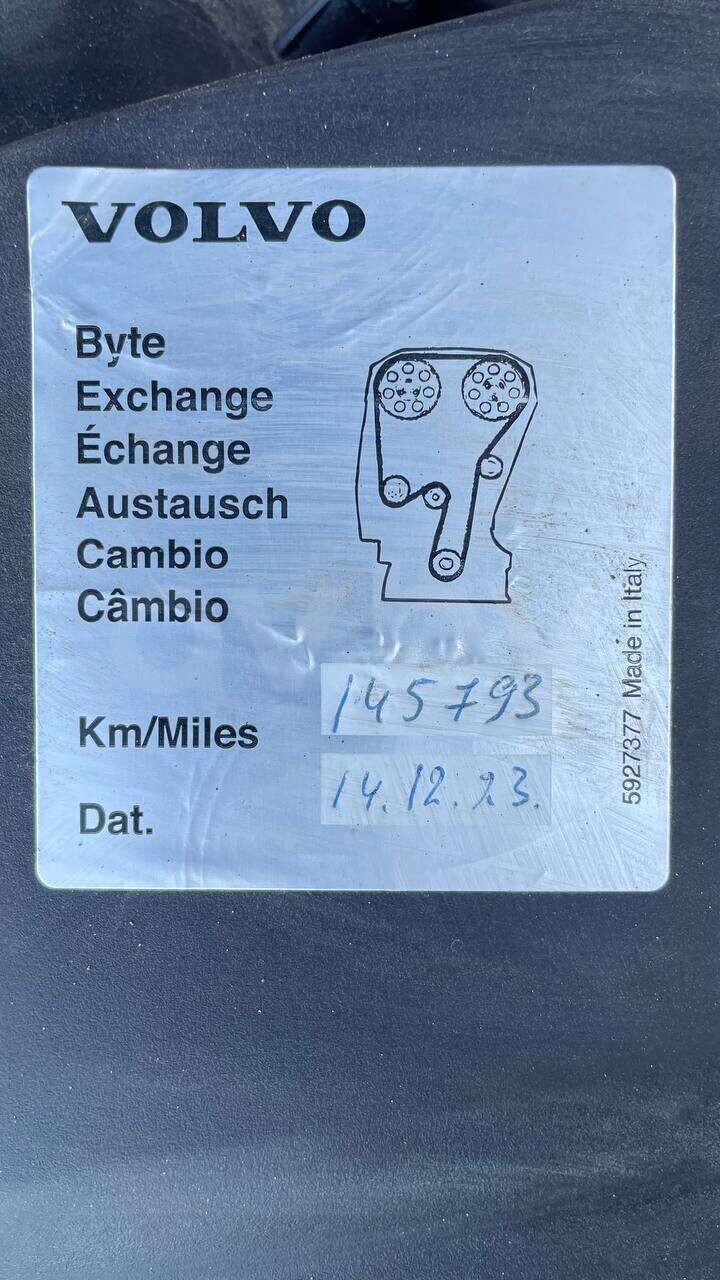 VOLVO
Byte
Exchange
Échange
Austausch
Cambio
Câmbio
Km/Miles 145793
Dat. 14.12.23.
5927377 Made in Italy